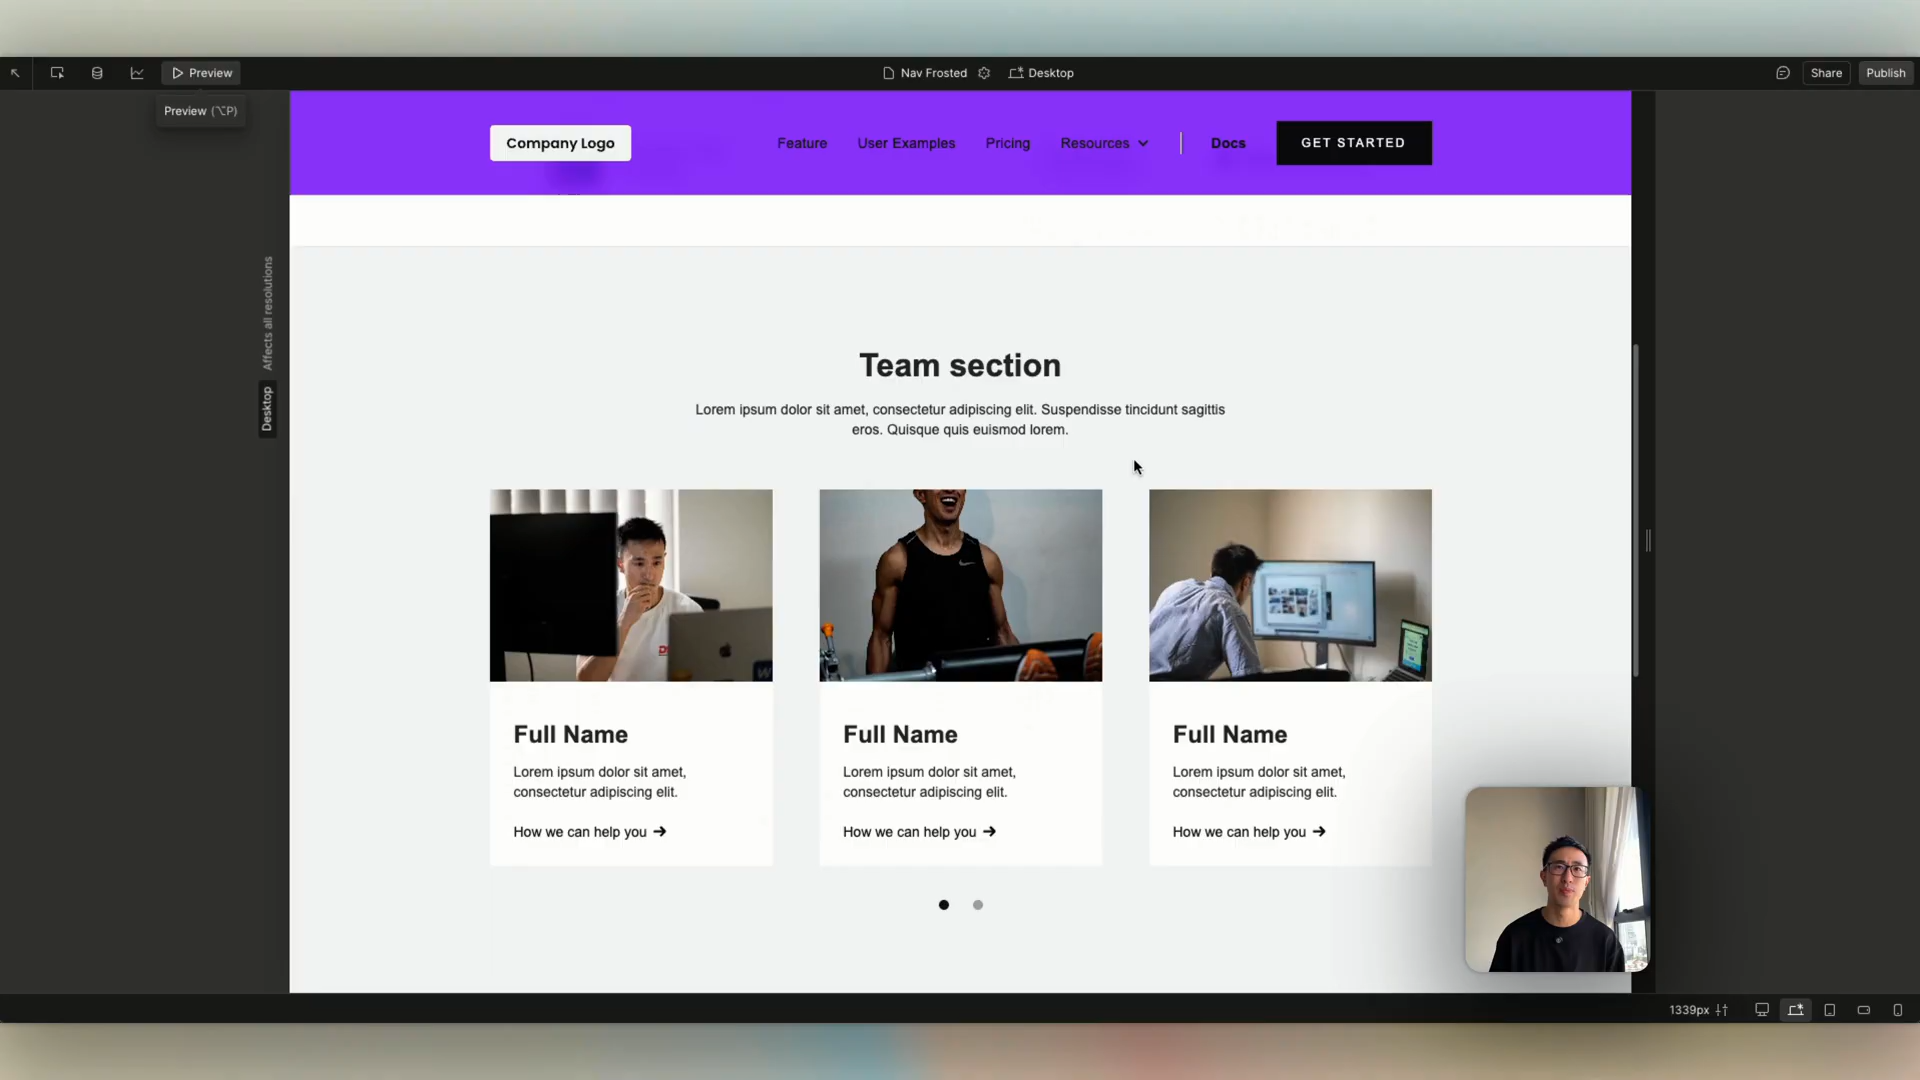 Preview
Nav Frosted
Desktop
Share
Publish
Preview (⌥P)
Company Logo
Feature
User Examples
Pricing
Resources
Docs
GET STARTED
Affects all resolutions
Desktop
Team section
Lorem ipsum dolor sit amet, consectetur adipiscing elit. Suspendisse tincidunt sagittis
eros. Quisque quis euismod lorem.
Full Name
Lorem ipsum dolor sit amet,
consectetur adipiscing elit.
How we can help you →
Full Name
Lorem ipsum dolor sit amet,
consectetur adipiscing elit.
How we can help you →
Full Name
Lorem ipsum dolor sit amet,
consectetur adipiscing elit.
How we can help you →
1339px